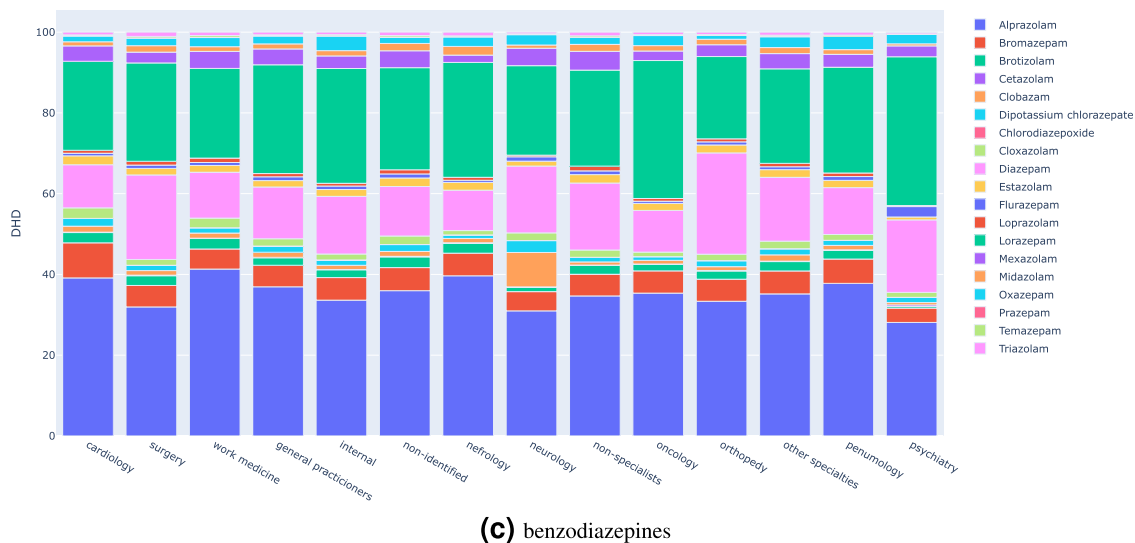 100
80
60
40
20
0
DHD
cardiology
surgery
work medicine
general practicioners
internal
non-identified
nefrology
neurology
non-specialists
oncology
orthopedy
other specialties
penumology
psychiatry
Alprazolam
Bromazepam
Brotizolam
Cetazolam
Clobazam
Dipotassium chlorazepate
Chlorodiazepoxide
Cloxazolam
Diazepam
Estazolam
Flurazepam
Loprazolam
Lorazepam
Mexazolam
Midazolam
Oxazepam
Prazepam
Temazepam
Triazolam
(c) benzodiazepines